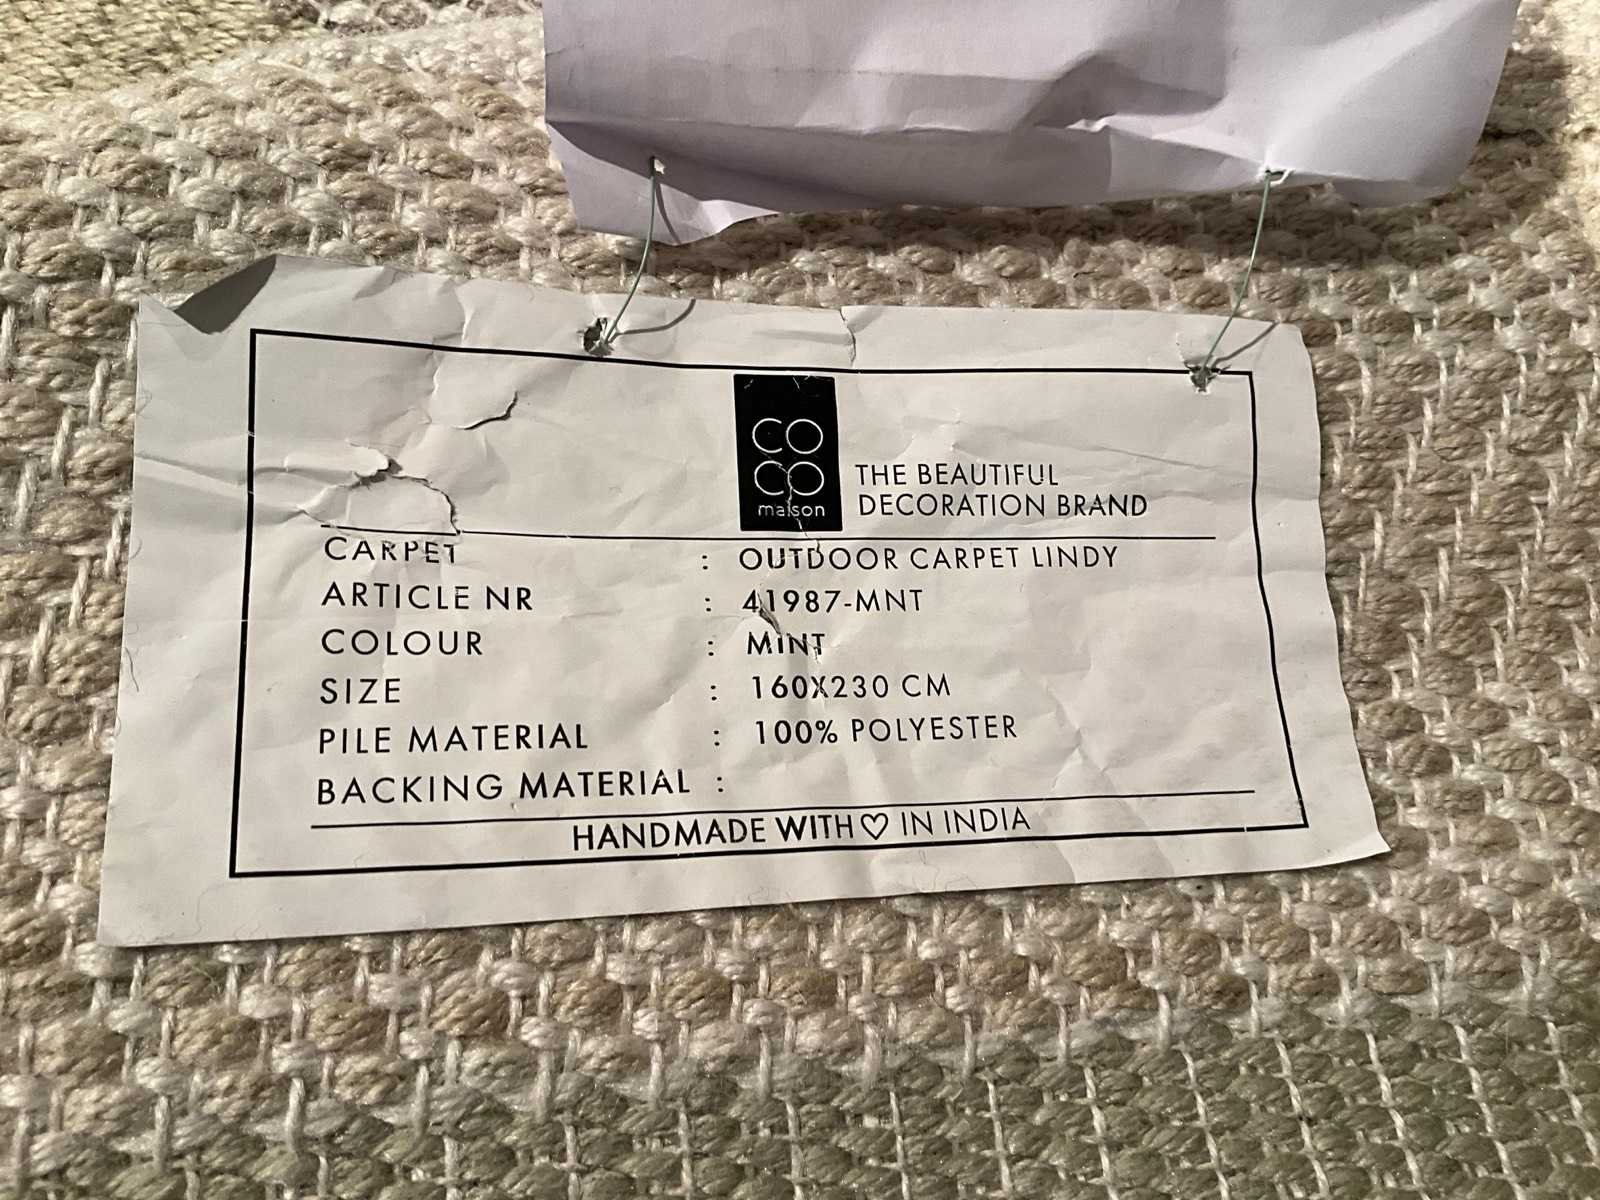 CO
CO
maison
THE BEAUTIFUL
DECORATION BRAND
CARPET : OUTDOOR CARPET LINDY
ARTICLE NR : 41987-MNT
COLOUR : MINT
SIZE : 160X230 CM
PILE MATERIAL : 100% POLYESTER
BACKING MATERIAL :
HANDMADE WITH ♡ IN INDIA